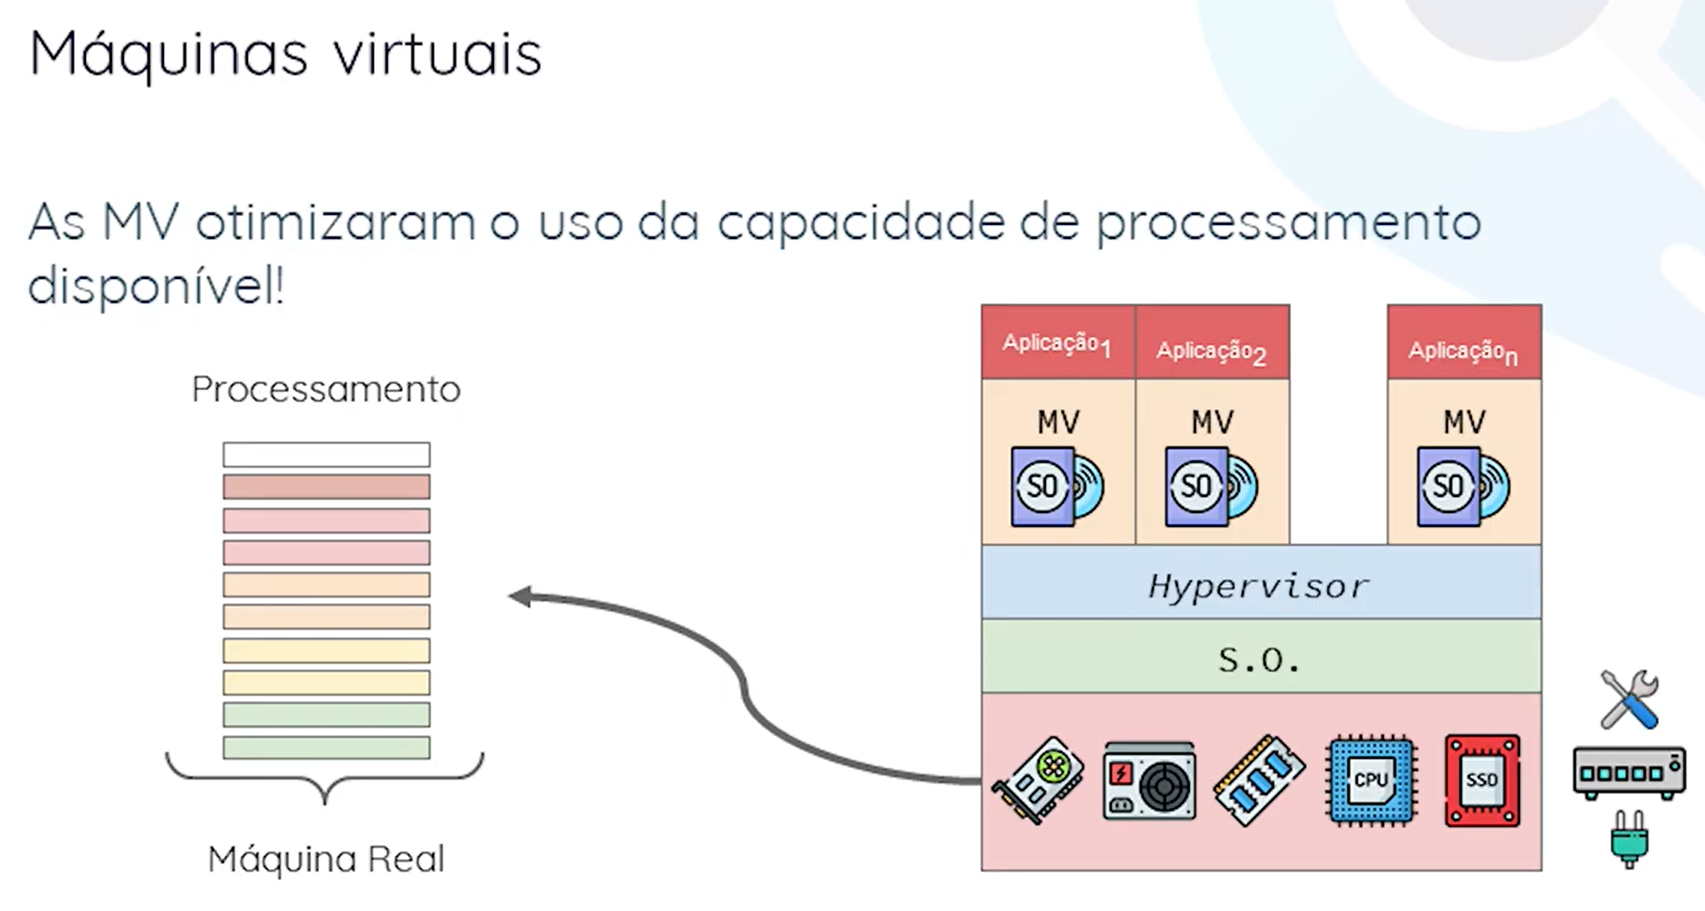 Máquinas virtuais
As MV otimizaram o uso da capacidade de processamento
disponível!
Processamento
Máquina Real
Aplicação1
Aplicação2
Aplicaçãon
MV
MV
MV
SO
SO
SO
Hypervisor
S.O.
CPU
SSD